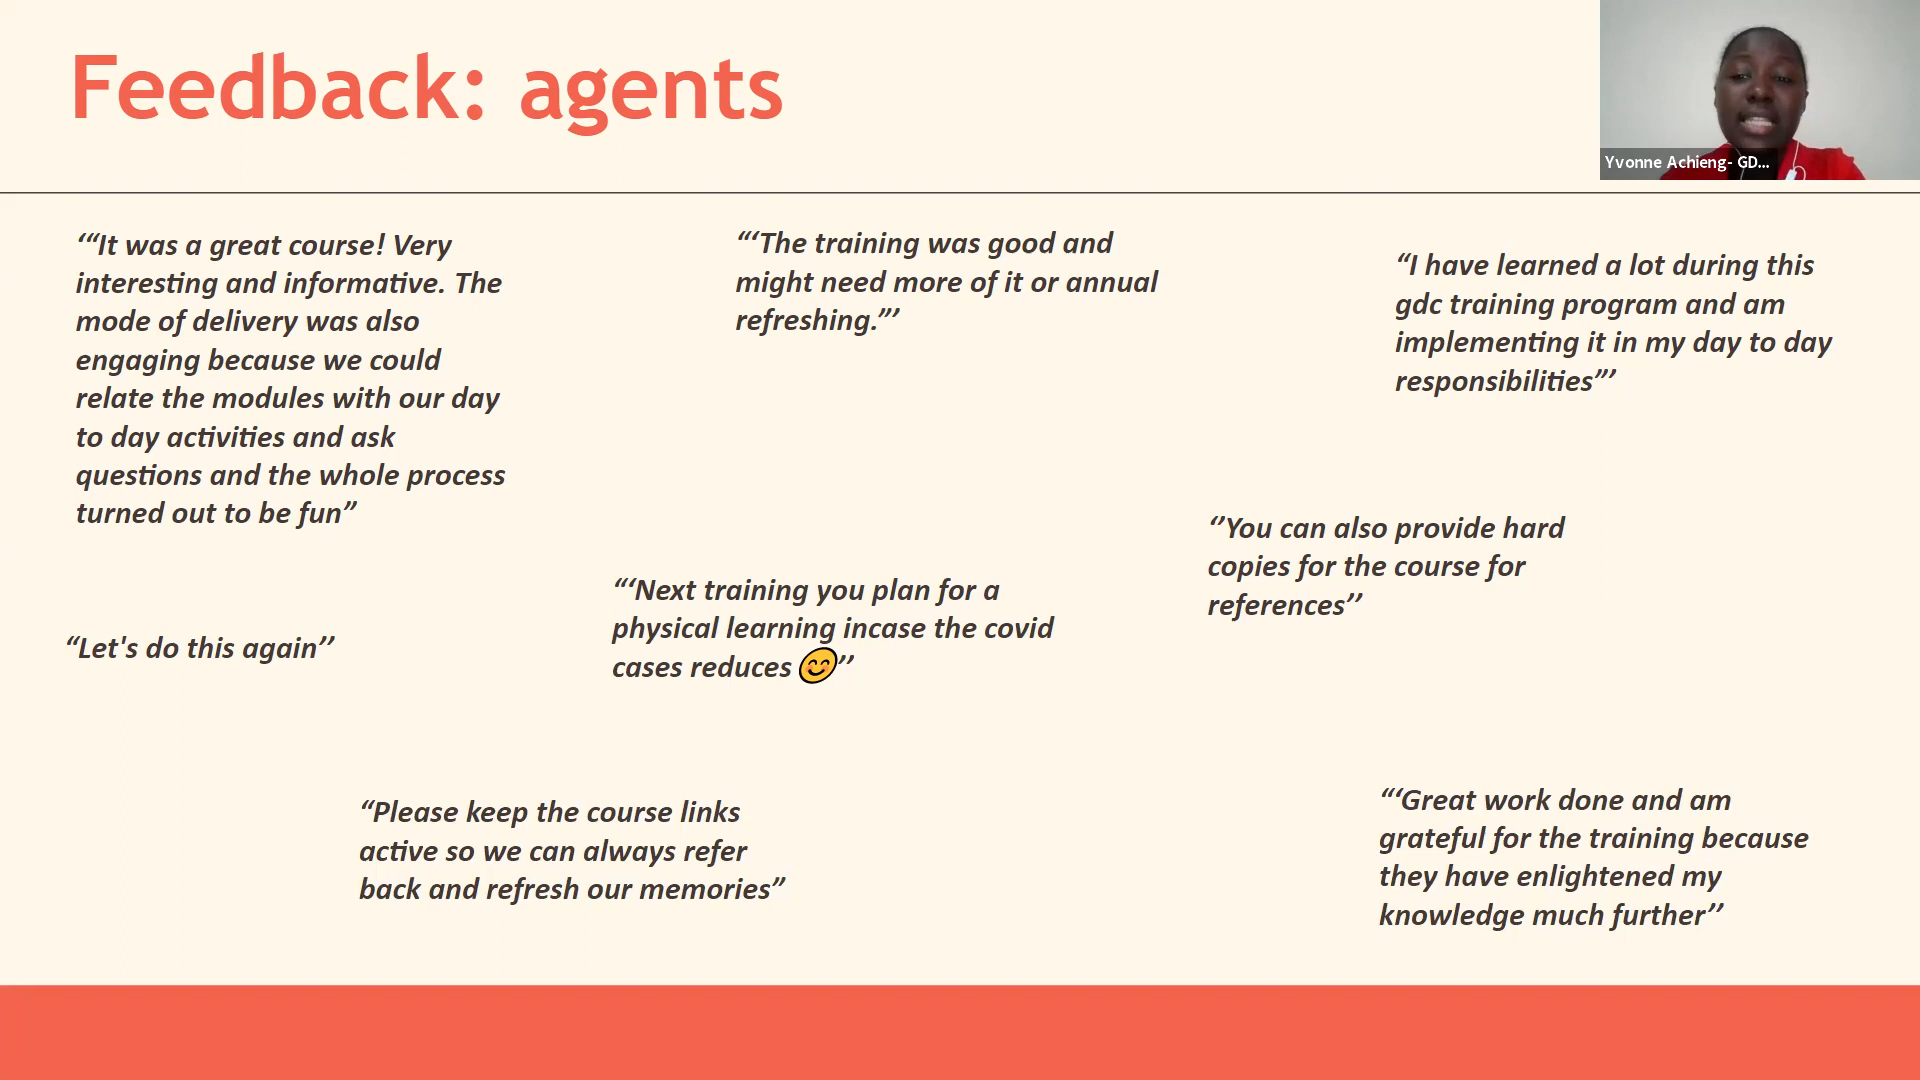 Feedback: agents
Yvonne Achieng- GD...
‘“It was a great course! Very
interesting and informative. The
mode of delivery was also
engaging because we could
relate the modules with our day
to day activities and ask
questions and the whole process
turned out to be fun”
“‘The training was good and
might need more of it or annual
refreshing.”’
“I have learned a lot during this
gdc training program and am
implementing it in my day to day
responsibilities”’
‘’You can also provide hard
copies for the course for
references’’
“‘Next training you plan for a
physical learning incase the covid
cases reduces 😊’’
“Let's do this again’’
“Please keep the course links
active so we can always refer
back and refresh our memories”
“‘Great work done and am
grateful for the training because
they have enlightened my
knowledge much further’’